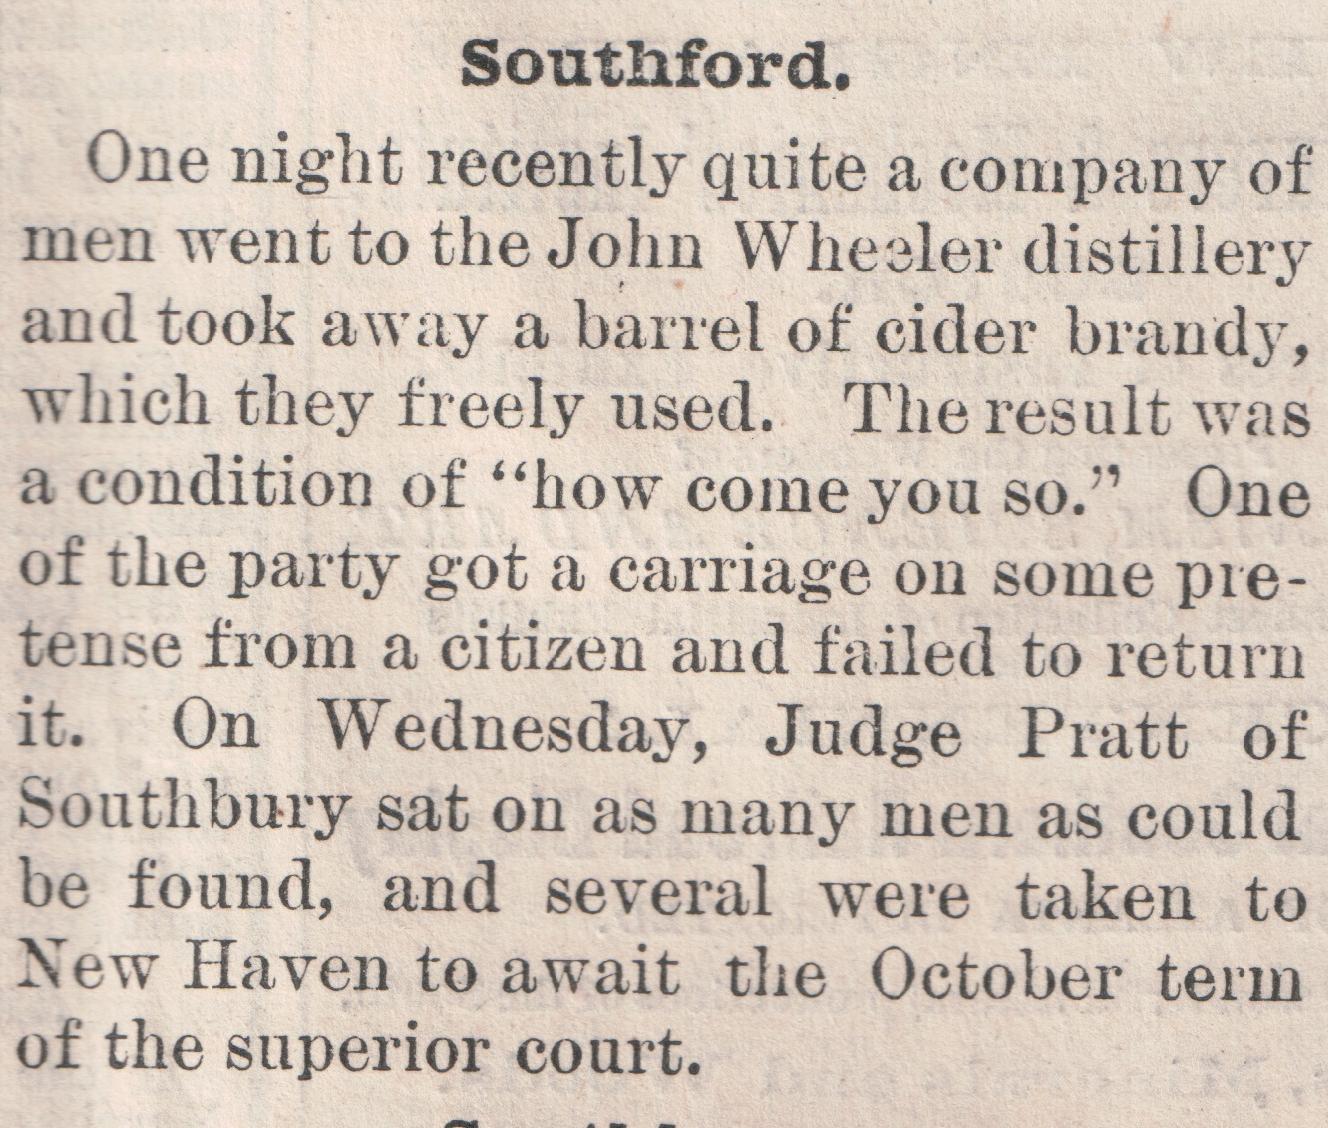 Southford.
One night recently quite a company of
men went to the John Wheeler distillery
and took away a barrel of cider brandy,
which they freely used. The result was
a condition of “how come you so.” One
of the party got a carriage on some pre-
tense from a citizen and failed to return
it. On Wednesday, Judge Pratt of
Southbury sat on as many men as could
be found, and several were taken to
New Haven to await the October term
of the superior court.